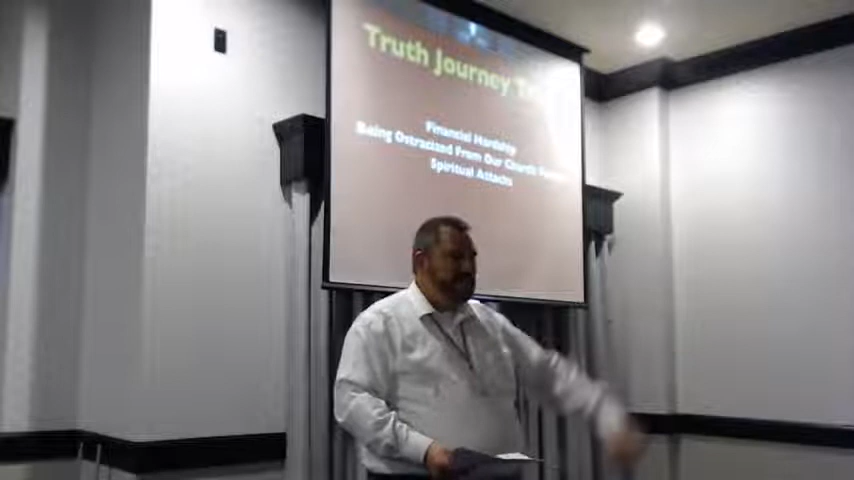 Truth Journey
Financial Hardship
Being Ostracized From Our Church
Spiritual Attacks